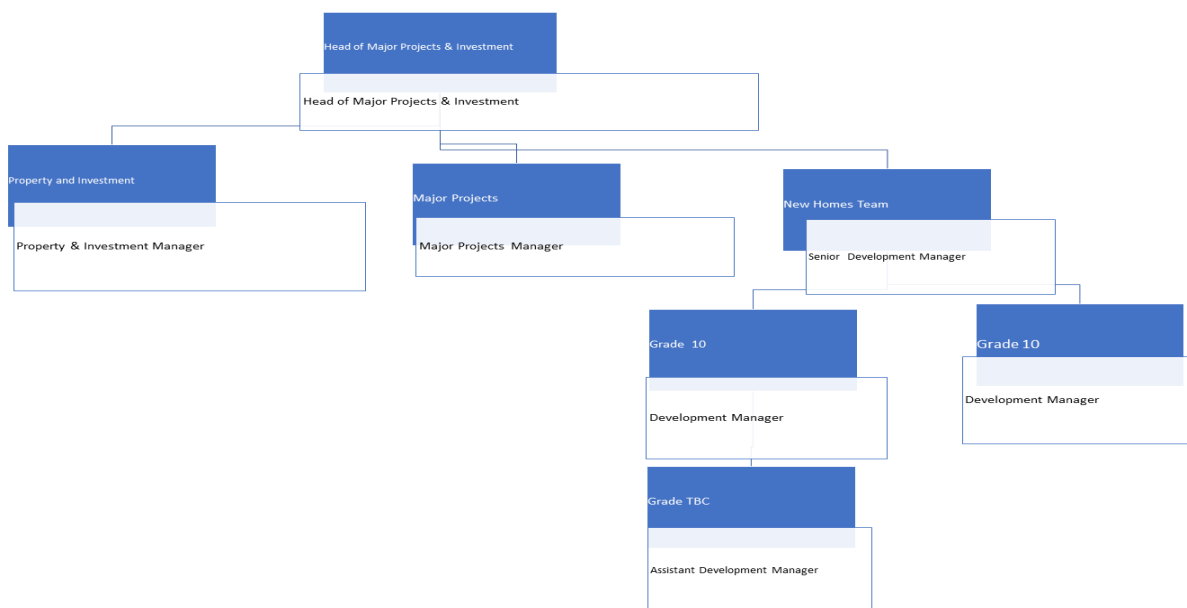 Head of Major Projects & Investment
Head of Major Projects & Investment
Property and Investment
Property & Investment Manager
Major Projects
Major Projects Manager
New Homes Team
Senior Development Manager
Grade 10
Development Manager
Grade 10
Development Manager
Grade TBC
Assistant Development Manager